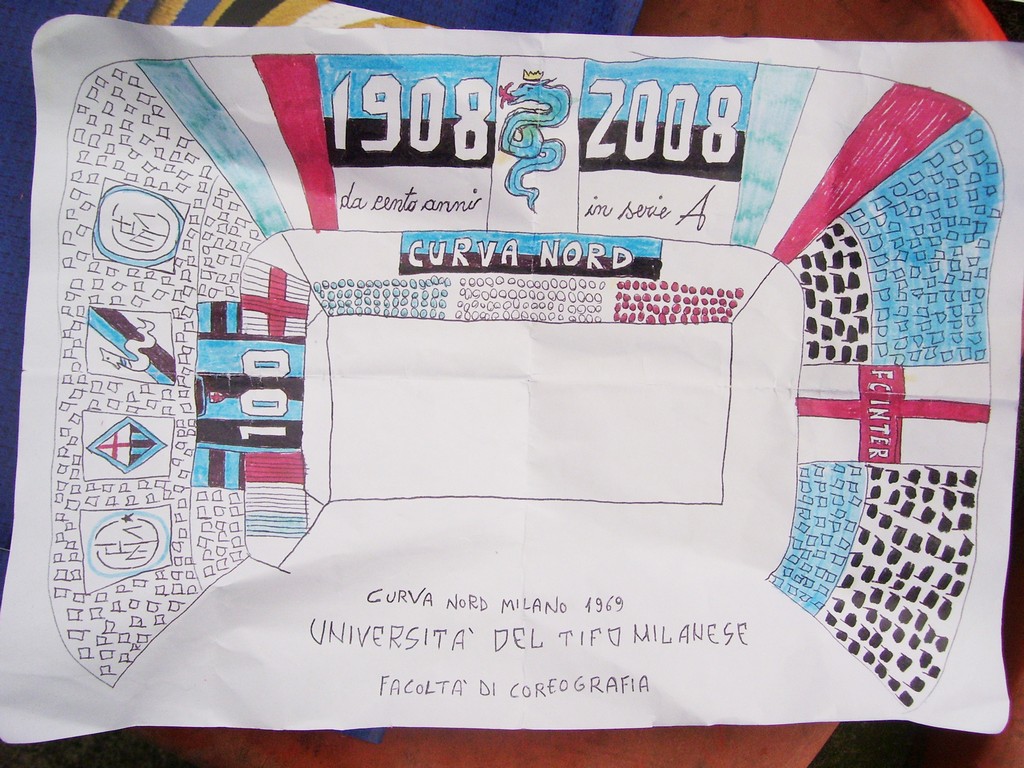 1908 2008
da cento anni in serie A
CURVA NORD
100
FC INTER
CURVA NORD MILANO 1969
UNIVERSITA' DEL TIFO MILANESE
FACOLTA' DI COREOGRAFIA